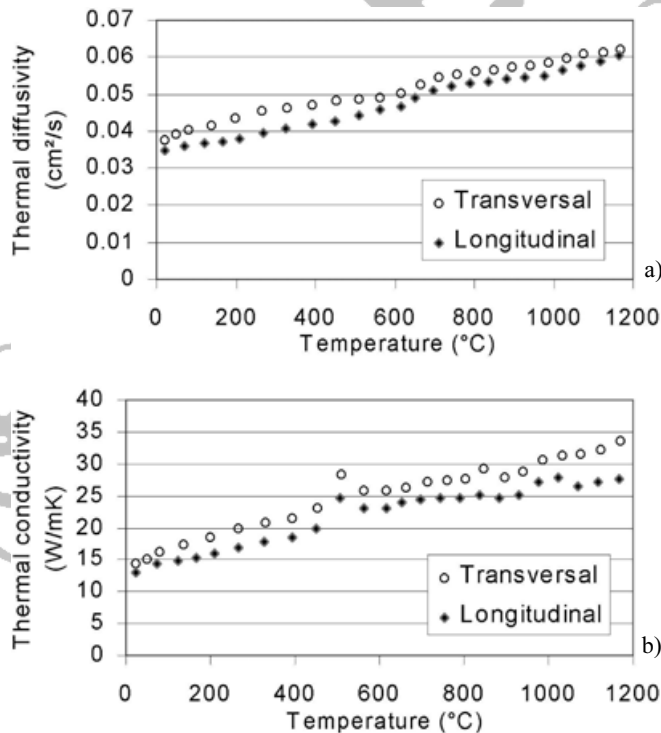 0.07
0.06
0.05
0.04
0.03
0.02
0.01
0
Thermal diffusivity
(cm²/s)
○ Transversal
◆ Longitudinal
a)
0 200 400 600 800 1000 1200
Temperature (°C)
40
35
30
25
20
15
10
5
0
Thermal conductivity
(W/mK)
○ Transversal
◆ Longitudinal
b)
0 200 400 600 800 1000 1200
Temperature (°C)